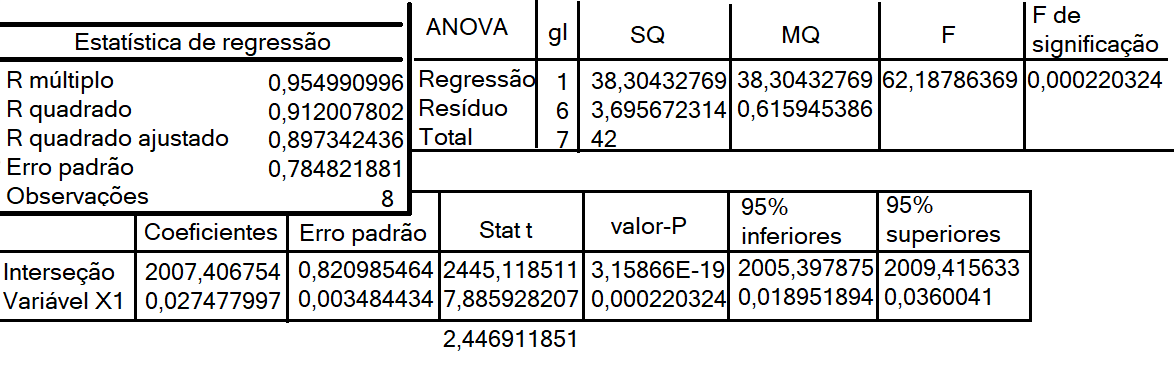 Estatística de regressão
R múltiplo 0,954990996
R quadrado 0,912007802
R quadrado ajustado 0,897342436
Erro padrão 0,784821881
Observações 8
ANOVA gl SQ MQ F F de significação
Regressão 1 38,30432769 38,30432769 62,18786369 0,000220324
Resíduo 6 3,695672314 0,615945386
Total 7 42
Coeficientes Erro padrão Stat t valor-P 95% inferiores 95% superiores
Interseção 2007,406754 0,820985464 2445,118511 3,15866E-19 2005,397875 2009,415633
Variável X1 0,027477997 0,003484434 7,885928207 0,000220324 0,018951894 0,0360041
2,446911851